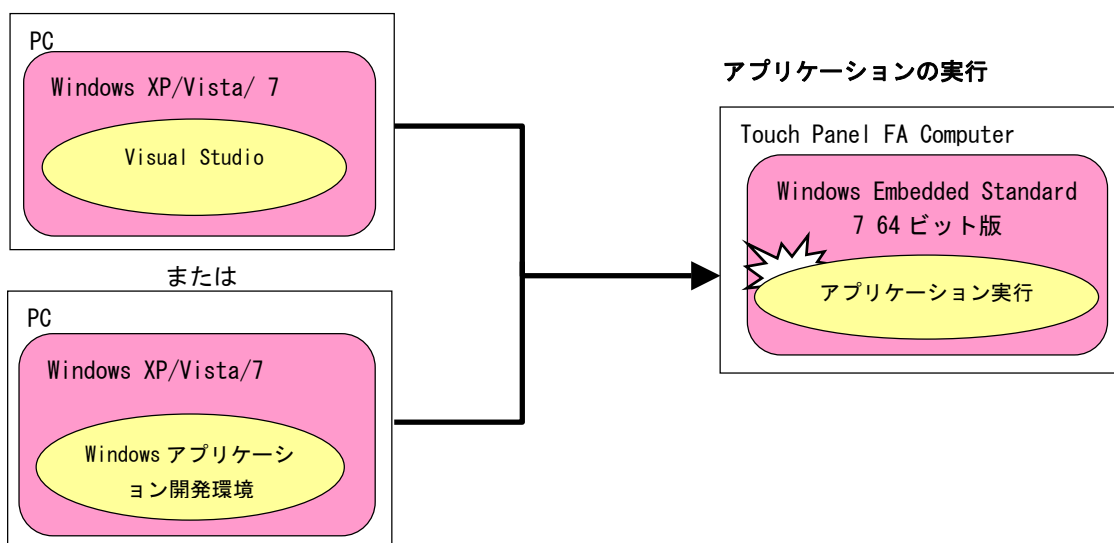 PC
Windows XP/Vista/ 7
Visual Studio
または
PC
Windows XP/Vista/7
Windows アプリケーシ
ョン開発環境
アプリケーションの実行
Touch Panel FA Computer
Windows Embedded Standard
7 64 ビット版
アプリケーション実行